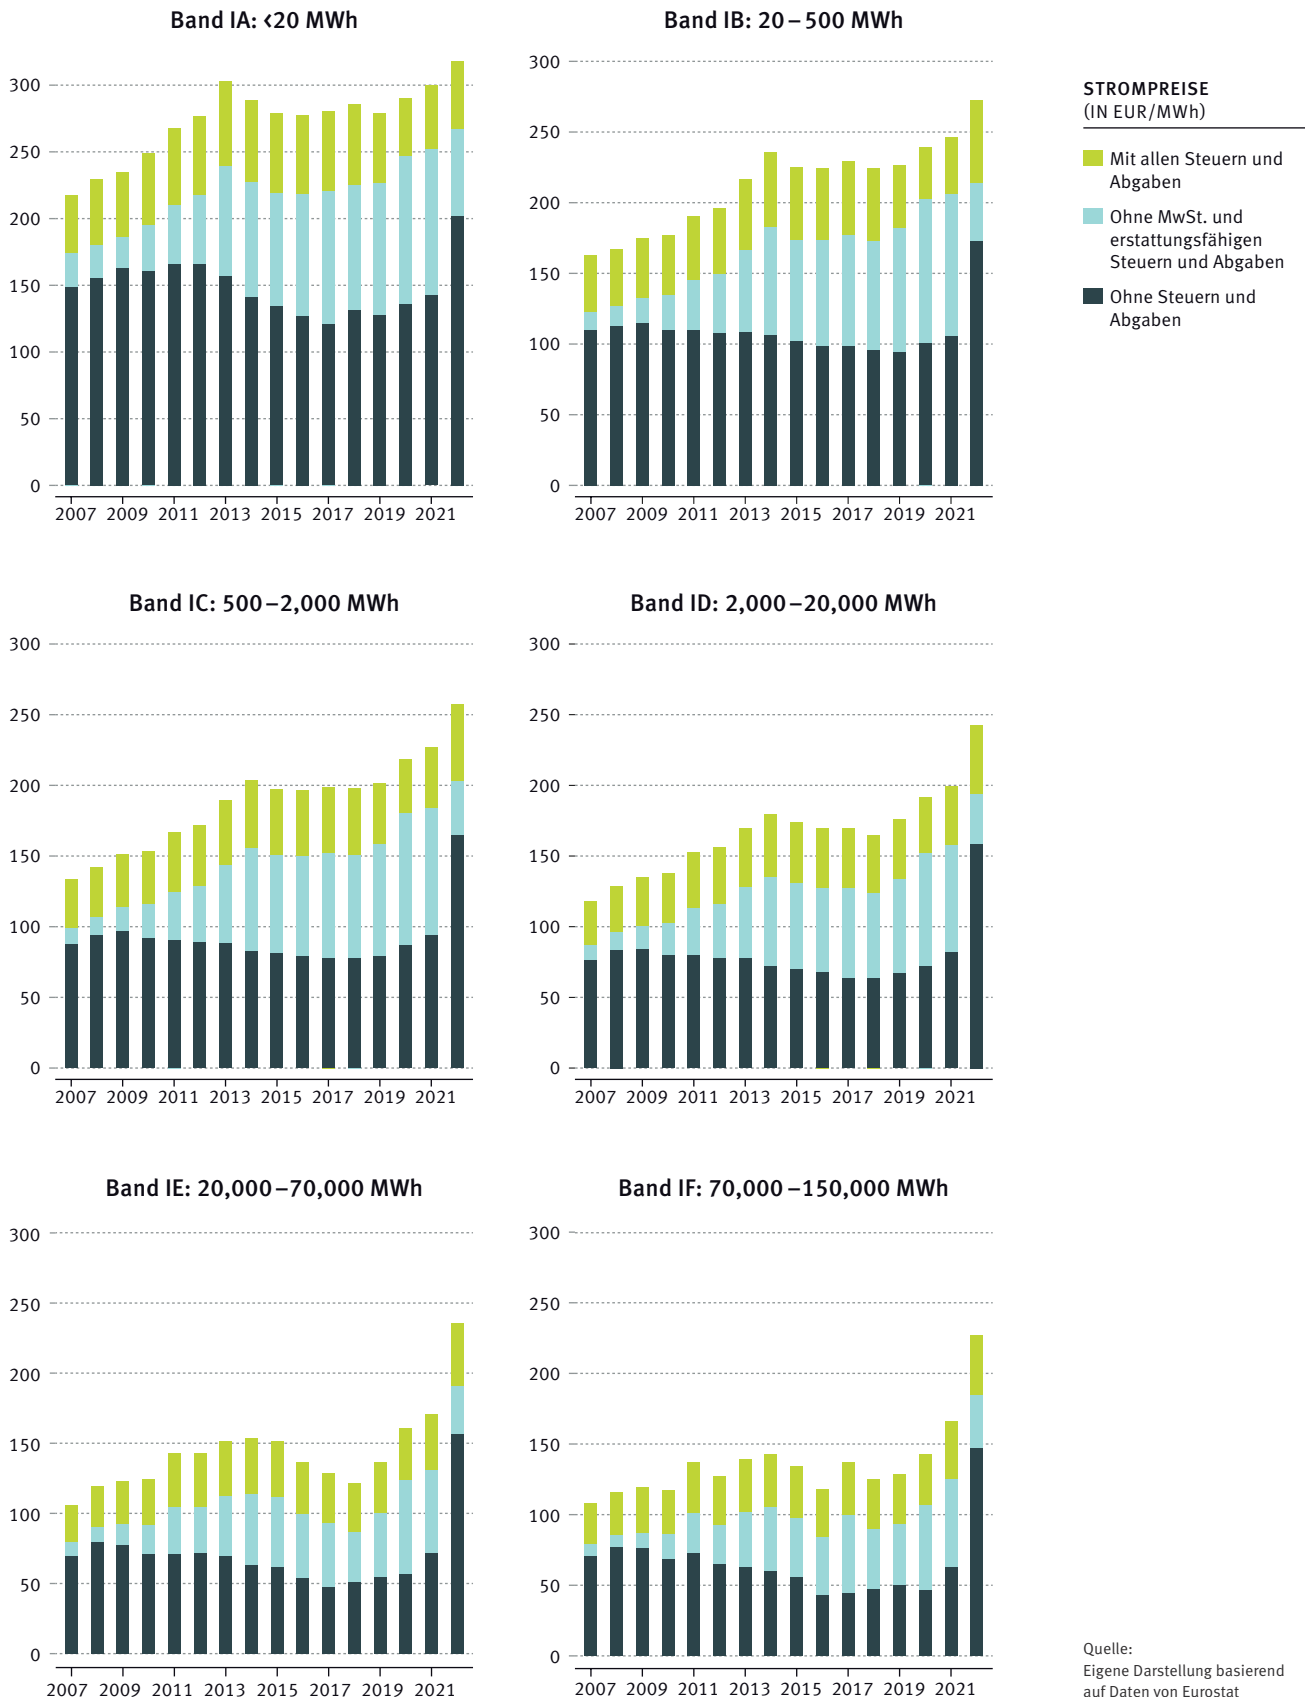 Band IA: <20 MWh
300
250
200
150
100
50
0
2007 2009 2011 2013 2015 2017 2019 2021
Band IB: 20–500 MWh
300
250
200
150
100
50
0
2007 2009 2011 2013 2015 2017 2019 2021
STROMPREISE
(IN EUR/MWh)
Mit allen Steuern und
Abgaben
Ohne MwSt. und
erstattungsfähigen
Steuern und Abgaben
Ohne Steuern und
Abgaben
Band IC: 500–2,000 MWh
300
250
200
150
100
50
0
2007 2009 2011 2013 2015 2017 2019 2021
Band ID: 2,000–20,000 MWh
300
250
200
150
100
50
0
2007 2009 2011 2013 2015 2017 2019 2021
Band IE: 20,000–70,000 MWh
300
250
200
150
100
50
0
2007 2009 2011 2013 2015 2017 2019 2021
Band IF: 70,000–150,000 MWh
300
250
200
150
100
50
0
2007 2009 2011 2013 2015 2017 2019 2021
Quelle:
Eigene Darstellung basierend
auf Daten von Eurostat